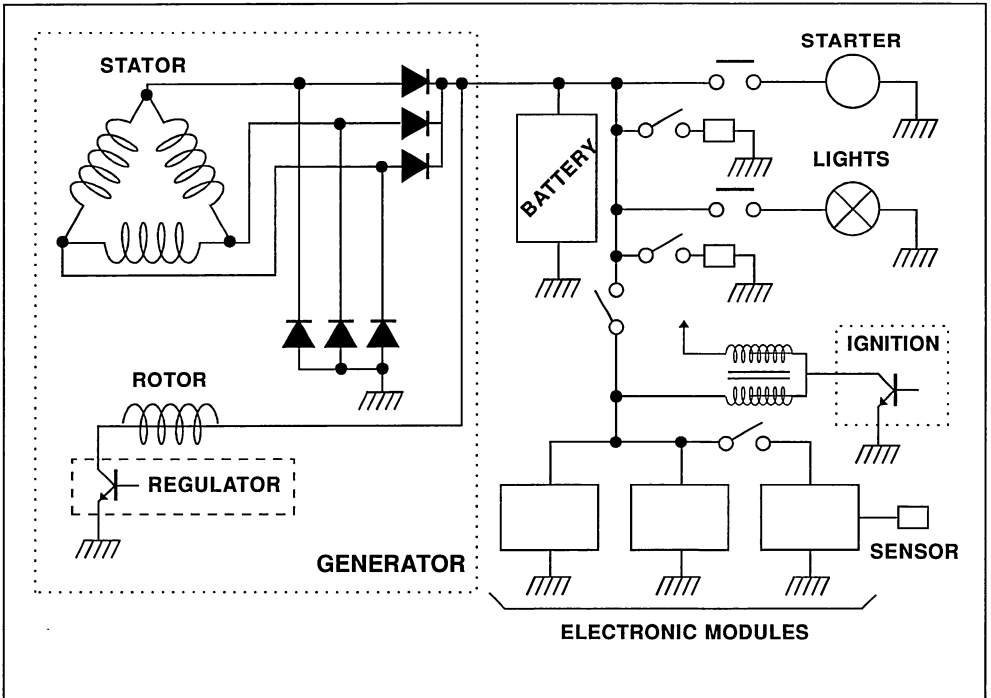 STATOR
STARTER
BATTERY
LIGHTS
ROTOR
IGNITION
REGULATOR
GENERATOR
SENSOR
ELECTRONIC MODULES